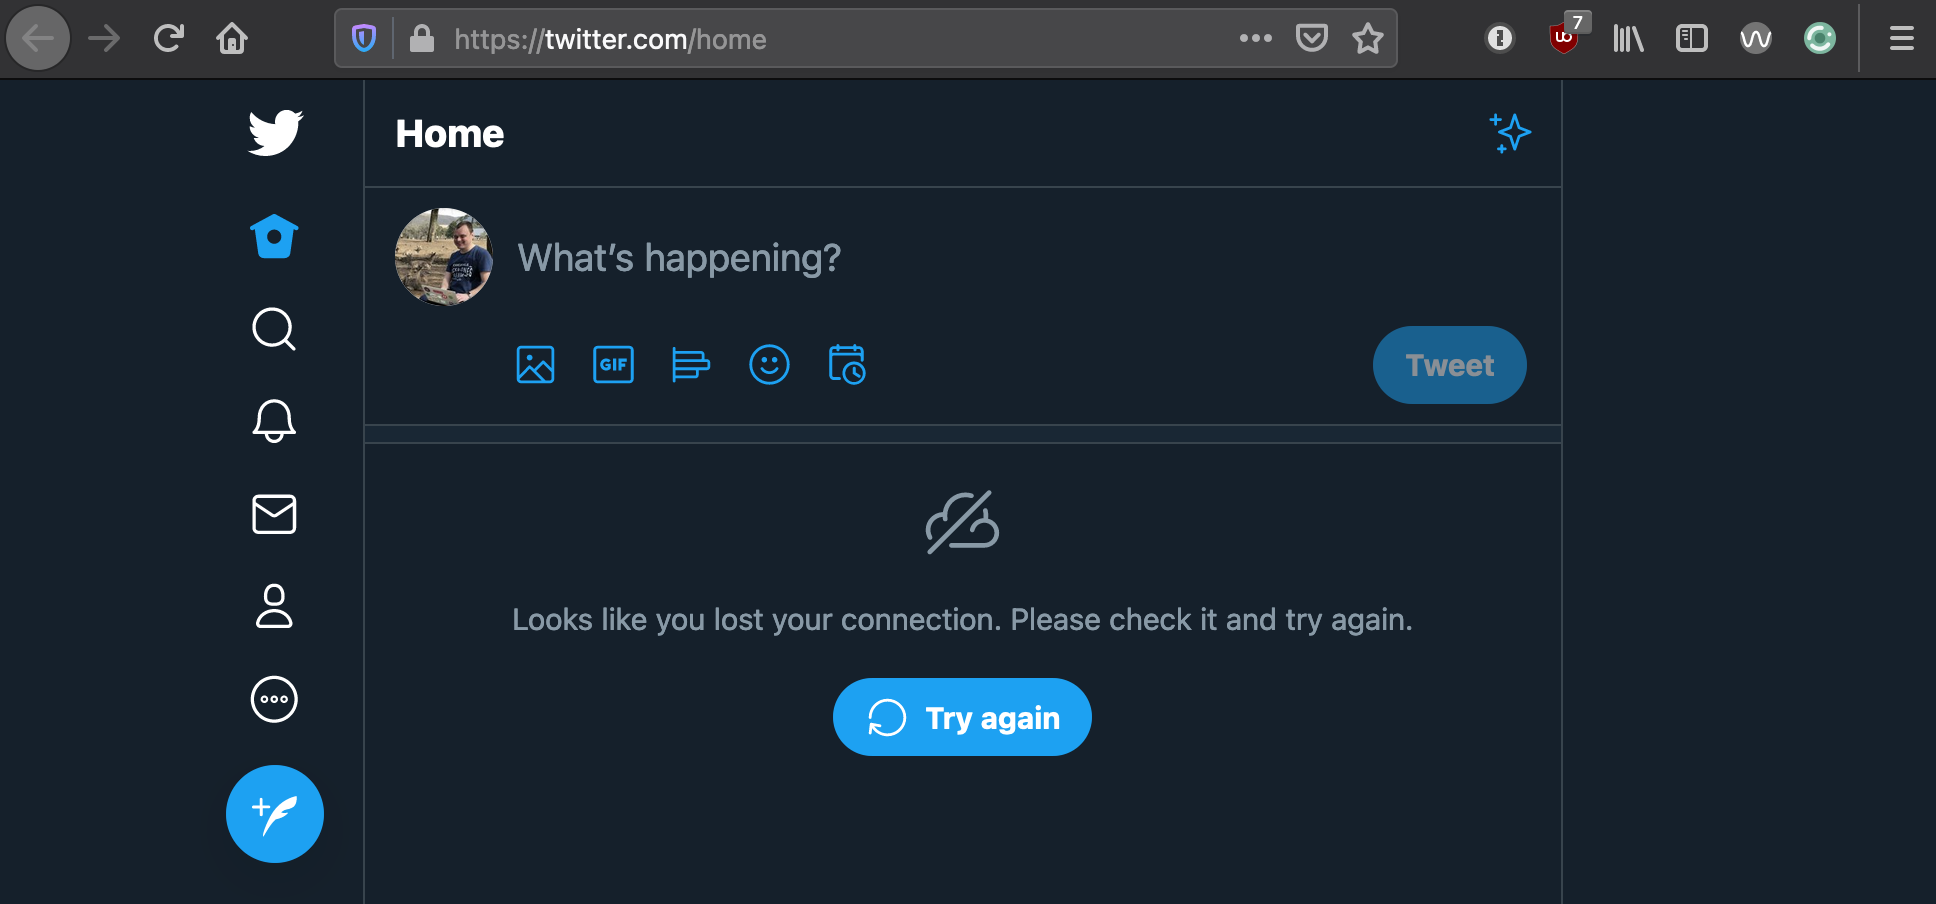 https://twitter.com/home
7
Home
What's happening?
GIF
Tweet
Looks like you lost your connection. Please check it and try again.
Try again